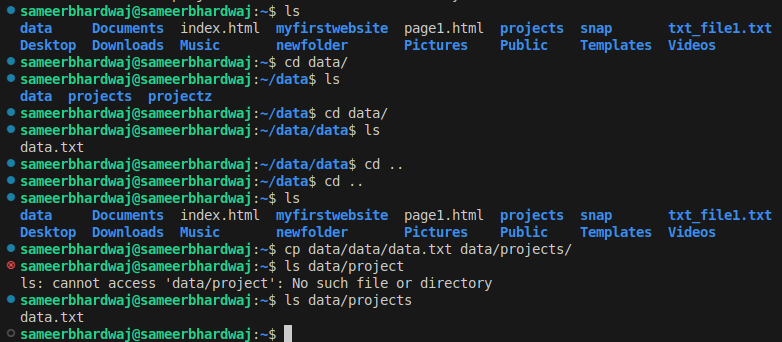 sameerbhardwaj@sameerbhardwaj:~$ ls
data     Documents  index.html  myfirstwebsite  page1.html  projects  snap       txt_file1.txt
Desktop  Downloads  Music       newfolder       Pictures    Public    Templates  Videos
sameerbhardwaj@sameerbhardwaj:~$ cd data/
sameerbhardwaj@sameerbhardwaj:~/data$ ls
data  projects  projectz
sameerbhardwaj@sameerbhardwaj:~/data$ cd data/
sameerbhardwaj@sameerbhardwaj:~/data/data$ ls
data.txt
sameerbhardwaj@sameerbhardwaj:~/data/data$ cd ..
sameerbhardwaj@sameerbhardwaj:~/data$ cd ..
sameerbhardwaj@sameerbhardwaj:~$ ls
data     Documents  index.html  myfirstwebsite  page1.html  projects  snap       txt_file1.txt
Desktop  Downloads  Music       newfolder       Pictures    Public    Templates  Videos
sameerbhardwaj@sameerbhardwaj:~$ cp data/data/data.txt data/projects/
sameerbhardwaj@sameerbhardwaj:~$ ls data/project
ls: cannot access 'data/project': No such file or directory
sameerbhardwaj@sameerbhardwaj:~$ ls data/projects
data.txt
sameerbhardwaj@sameerbhardwaj:~$